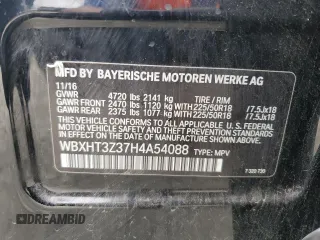 MFD BY BAYERISCHE MOTOREN WERKE AG
11/16
GVWR 4720 lbs 2141 kg TIRE / RIM
GAWR FRONT 2470 lbs 1120 kg WITH 225/50R18 /7.5Jx18
GAWR REAR 2375 lbs 1077 kg WITH 225/50R18 /7.5Jx18
THIS VEHICLE CONFORMS TO ALL APPLICABLE
FEDERAL MOTOR VEHICLE SAFETY, BUMPER AND
THEFT PREVENTION STANDARDS
IN EFFECT ON THE DATE OF MANUFACTURE SHOWN ABOVE.
WBXHT3Z37H4A54088 TYPE: MPV
DREAMBID
DREAMBID.COM